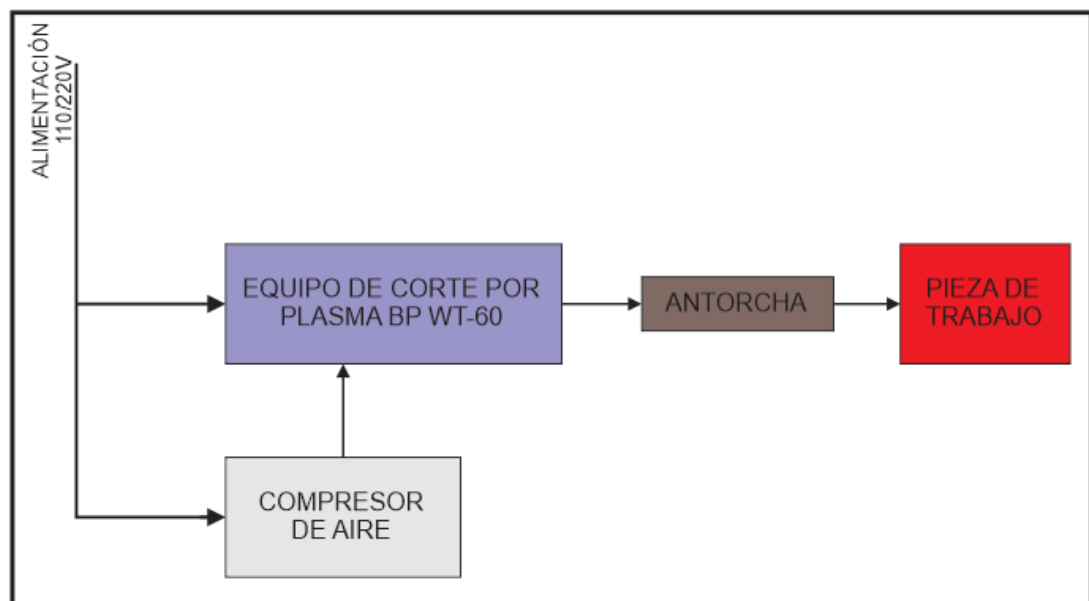 ALIMENTACIÓN
110/220V
EQUIPO DE CORTE POR
PLASMA BP WT-60
ANTORCHA
PIEZA DE
TRABAJO
COMPRESOR
DE AIRE